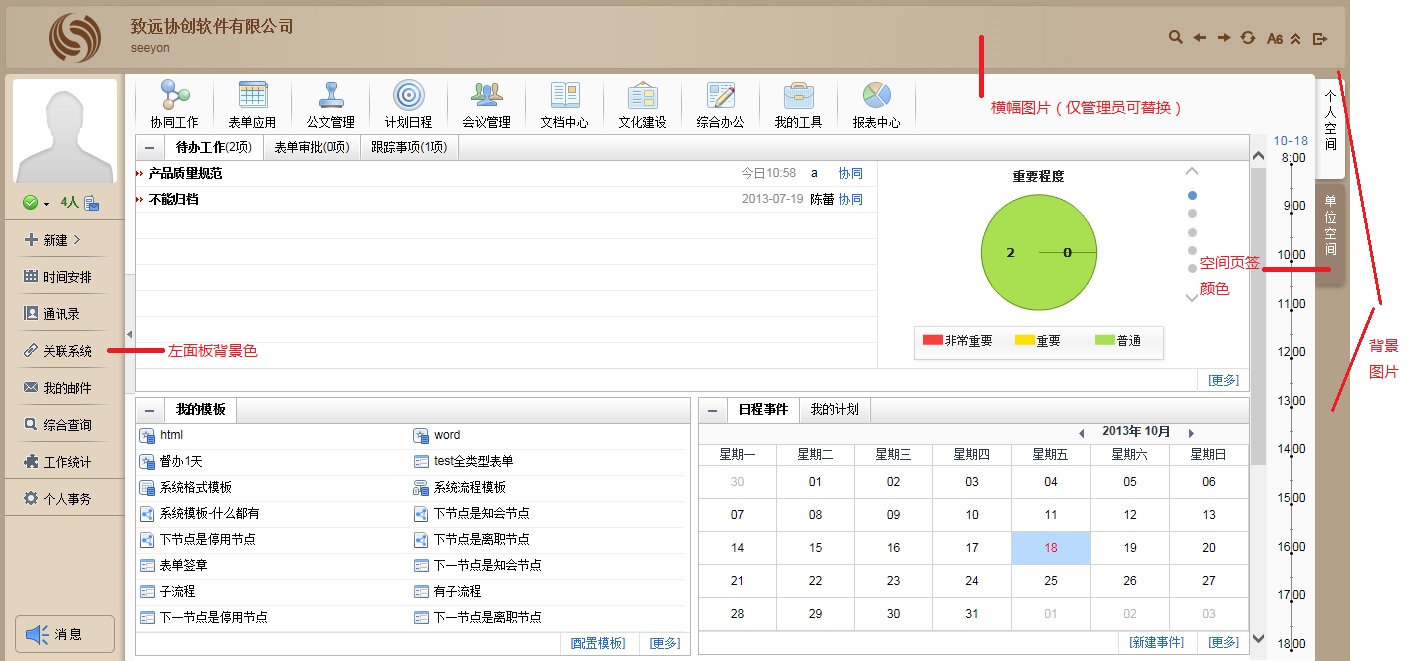 致远协创软件有限公司
seeyon
A6
横幅图片（仅管理员可替换）
协同工作 表单应用 公文管理 计划日程 会议管理 文档中心 文化建设 综合办公 我的工具 报表中心
个人空间
单位空间
4人
新建
时间安排
通讯录
关联系统
我的邮件
综合查询
工作统计
个人事务
消息
左面板背景色
待办工作(2项) 表单审批(0项) 跟踪事项(1项)
产品质量规范 今日10:58 a 协同
不能归档 2013-07-19 陈蕾 协同
重要程度
2 0
非常重要 重要 普通
[更多]
空间页签
颜色
背景
图片
10-18
8:00
9:00
10:00
11:00
12:00
13:00
14:00
15:00
16:00
17:00
18:00
我的模板
html word
督办1天 test全类型表单
系统格式模板 系统流程模板
系统模板-什么都有 下节点是知会节点
下节点是停用节点 下节点是离职节点
表单签章 下一节点是知会节点
子流程 有子流程
下一节点是停用节点 下一节点是离职节点
[配置模板] [更多]
日程事件 我的计划
2013年 10月
星期一 星期二 星期三 星期四 星期五 星期六 星期日
30 01 02 03 04 05 06
07 08 09 10 11 12 13
14 15 16 17 18 19 20
21 22 23 24 25 26 27
28 29 30 31 01 02 03
[新建事件] [更多]